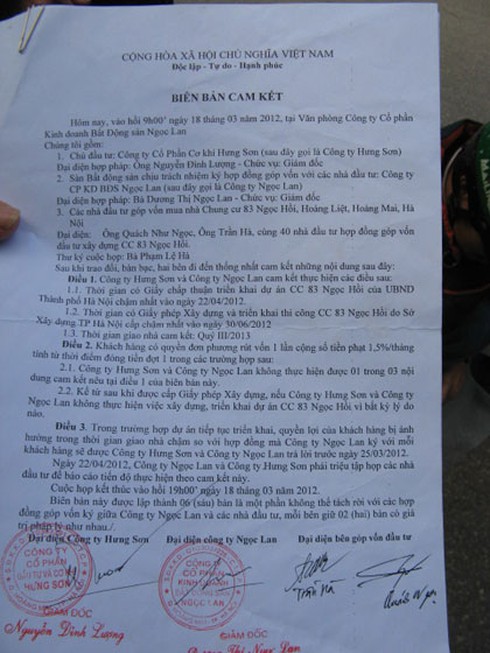 CỘNG HÒA XÃ HỘI CHỦ NGHĨA VIỆT NAM
Độc lập - Tự do - Hạnh phúc
BIÊN BẢN CAM KẾT
Hôm nay, vào hồi 9h00' ngày 18 tháng 03 năm 2012, tại Văn phòng Công ty Cổ phần
Kinh doanh Bất Động sản Ngọc Lan
Chúng tôi gồm:
1. Chủ đầu tư: Công ty Cổ Phần Cơ khí Hưng Sơn (sau đây gọi là Công ty Hưng Sơn)
Đại diện hợp pháp: Ông Nguyễn Đình Lượng - Chức vụ: Giám đốc
2. Sàn Bất động sản chịu trách nhiệm ký hợp đồng góp vốn với các nhà đầu tư: Công ty
CP KD BĐS Ngọc Lan (sau đây gọi là Công ty Ngọc Lan)
Đại diện hợp pháp: Bà Dương Thị Ngọc Lan - Chức vụ: Giám đốc
3. Các nhà đầu tư góp vốn mua nhà Chung cư 83 Ngọc Hồi, Hoàng Liệt, Hoàng Mai, Hà
Nội
Đại diện: Ông Quách Như Ngọc, Ông Trần Hà, cùng 40 nhà đầu tư hợp đồng góp vốn
đầu tư xây dựng CC 83 Ngọc Hồi.
Thư ký cuộc họp: Bà Phạm Lệ Hà
Sau khi trao đổi, bàn bạc, hai bên đi đến thống nhất cam kết những nội dung sau đây:
Điều 1. Công ty Hưng Sơn và Công ty Ngọc Lan cam kết thực hiện các điều sau:
1.1. Thời gian có Giấy chấp thuận triển khai dự án CC 83 Ngọc Hồi của UBND
Thành phố Hà Nội chậm nhất vào ngày 22/04/2012.
1.2. Thời gian có Giấy phép Xây dựng và triển khai thi công CC 83 Ngọc Hồi do Sở
Xây dựng TP Hà Nội cấp chậm nhất vào ngày 30/06/2012
1.3. Thời gian giao nhà cam kết: Quý III/2013
Điều 2. Khách hàng có quyền đơn phương rút vốn 1 lần cộng số tiền phạt 1,5%/tháng
tính từ thời điểm đóng tiền đợt 1 trong các trường hợp sau:
2.1. Công ty Hưng Sơn và Công ty Ngọc Lan không thực hiện được 01 trong 03 nội
dung cam kết nêu tại điều 1 của biên bản này.
2.2. Kể từ sau khi được cấp Giấy phép Xây dựng, nếu Công ty Hưng Sơn và Công ty
Ngọc Lan không thực hiện việc xây dựng, triển khai dự án CC 83 Ngọc Hồi vì bất kỳ lý do
nào.
Điều 3. Trong trường hợp dự án tiếp tục triển khai, quyền lợi của khách hàng bị ảnh
hưởng trong thời gian giao nhà chậm so với hợp đồng mà Công ty Ngọc Lan ký với mỗi
khách hàng sẽ được Công ty Hưng Sơn và Công ty Ngọc Lan trả lời trước ngày 25/03/2012.
Ngày 22/04/2012, Công ty Ngọc Lan và Công ty Hưng Sơn phải triệu tập họp các nhà
đầu tư để báo cáo tiến độ thực hiện theo cam kết này.
Cuộc họp kết thúc vào hồi 19h00' ngày 18 tháng 03 năm 2012.
Biên bản này được lập thành 06 (sáu) bản là một phần không thể tách rời với các hợp
đồng góp vốn ký giữa Công ty Ngọc Lan và các nhà đầu tư, mỗi bên giữ 02 (hai) bản có giá
trị pháp lý như nhau./.
Đại diện Công ty Hưng Sơn Đại diện công ty Ngọc Lan Đại diện bên góp vốn đầu tư
CÔNG TY
CỔ PHẦN
HƯNG SƠN
CÔNG TY
CỔ PHẦN
KINH DOANH
BẤT ĐỘNG SẢN
NGỌC LAN
Trần Hà
GIÁM ĐỐC
Nguyễn Đình Lượng
GIÁM ĐỐC
Dương Thị Ngọc Lan